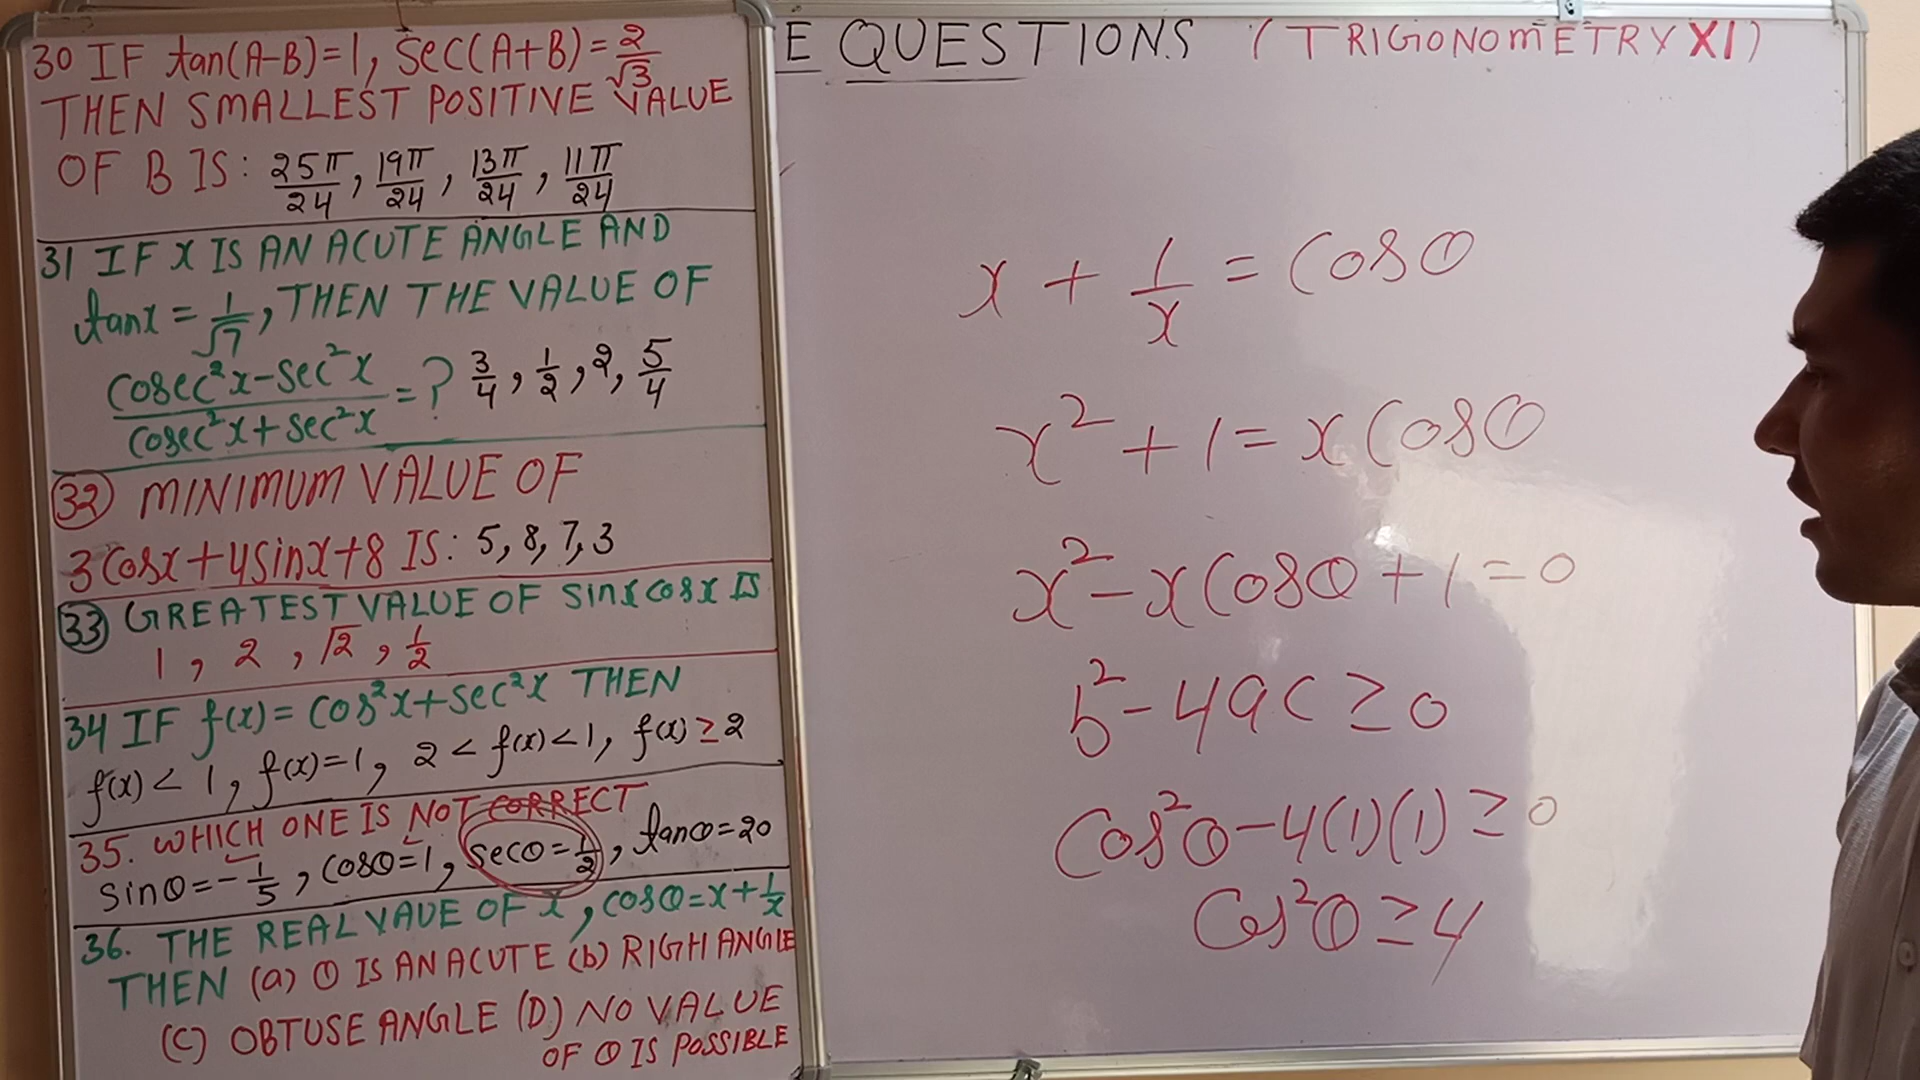 30 IF tan(A-B)=1, sec(A+B)=2/√3
THEN SMALLEST POSITIVE VALUE
OF B IS: 25π/24, 19π/24, 13π/24, 11π/24
31 IF X IS AN ACUTE ANGLE AND
tanx = 1/√7, THEN THE VALUE OF
cosec²x-sec²x/cosec²x+sec²x = ? 3/4, 1/2, 2, 5/4
32 MINIMUM VALUE OF
3cosx+4sinx+8 IS: 5, 8, 7, 3
33 GREATEST VALUE OF sinx cosx IS
1, 2, √2, 1/2
34 IF f(x)= cos²x+sec²x THEN
f(x) < 1, f(x)=1, 2 < f(x)<1, f(x) ≥ 2
35. WHICH ONE IS NOT CORRECT
sinθ=-1/5, cosθ=1, secθ=1/2, tanθ=20
36. THE REAL VAUE OF x, cosθ=x+1/x
THEN (a) θ IS AN ACUTE (b) RIGH ANGLE
(C) OBTUSE ANGLE (D) NO VALUE
OF θ IS POSSIBLE
E QUESTIONS (TRIGONOMETRY XI)
x + 1/x = Cosθ
x² + 1 = x Cosθ
x² - x Cosθ + 1 = 0
b² - 4ac ≥ 0
Cos²θ - 4(1)(1) ≥ 0
Cos²θ ≥ 4